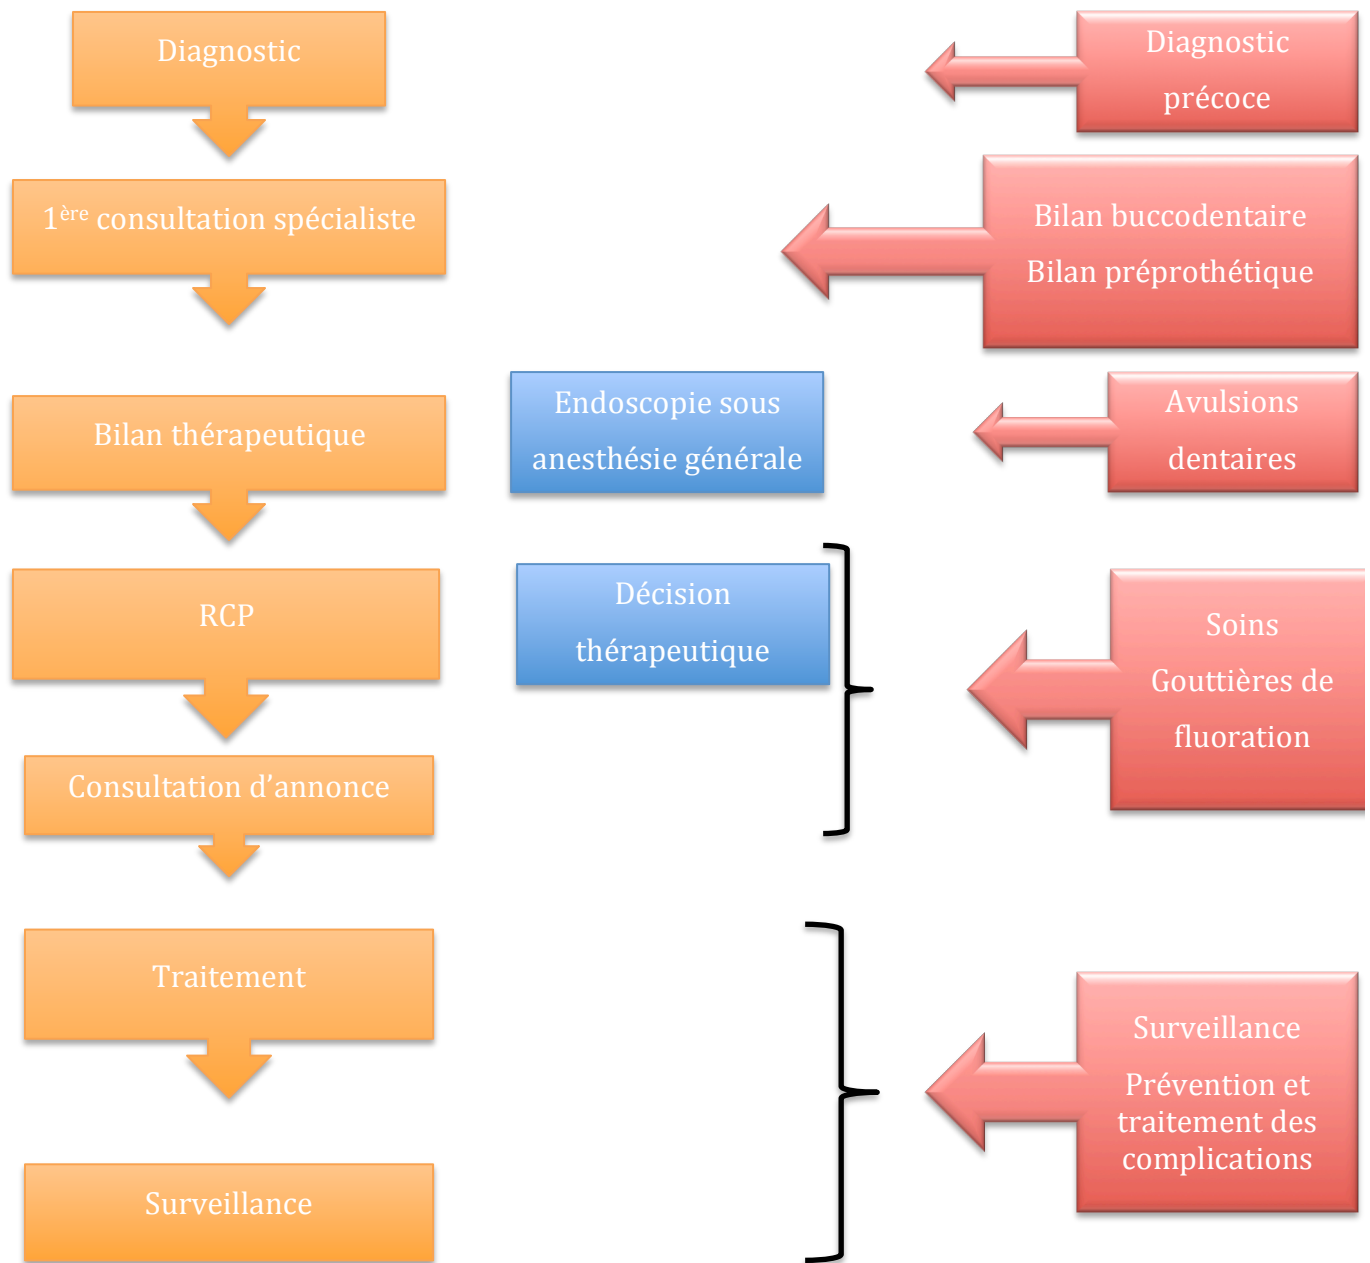 Diagnostic
Diagnostic
précoce
1ère consultation spécialiste
Bilan buccodentaire
Bilan préprothétique
Bilan thérapeutique
Endoscopie sous
anesthésie générale
Avulsions
dentaires
RCP
Décision
thérapeutique
Soins
Gouttières de
fluoration
Consultation d’annonce
Traitement
Surveillance
Prévention et
traitement des
complications
Surveillance